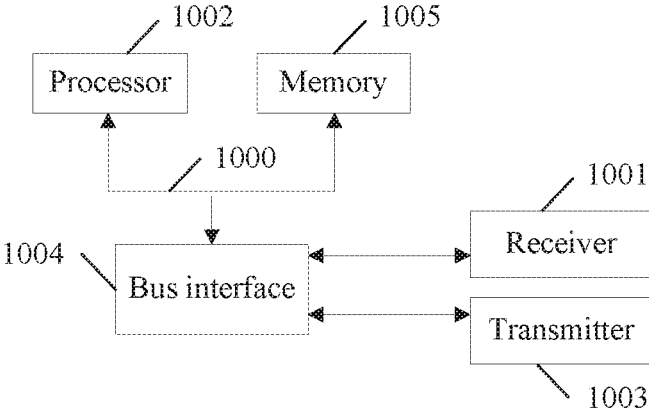 1002
1005
Processor
Memory
1000
1001
Receiver
1004
Bus interface
Transmitter
1003